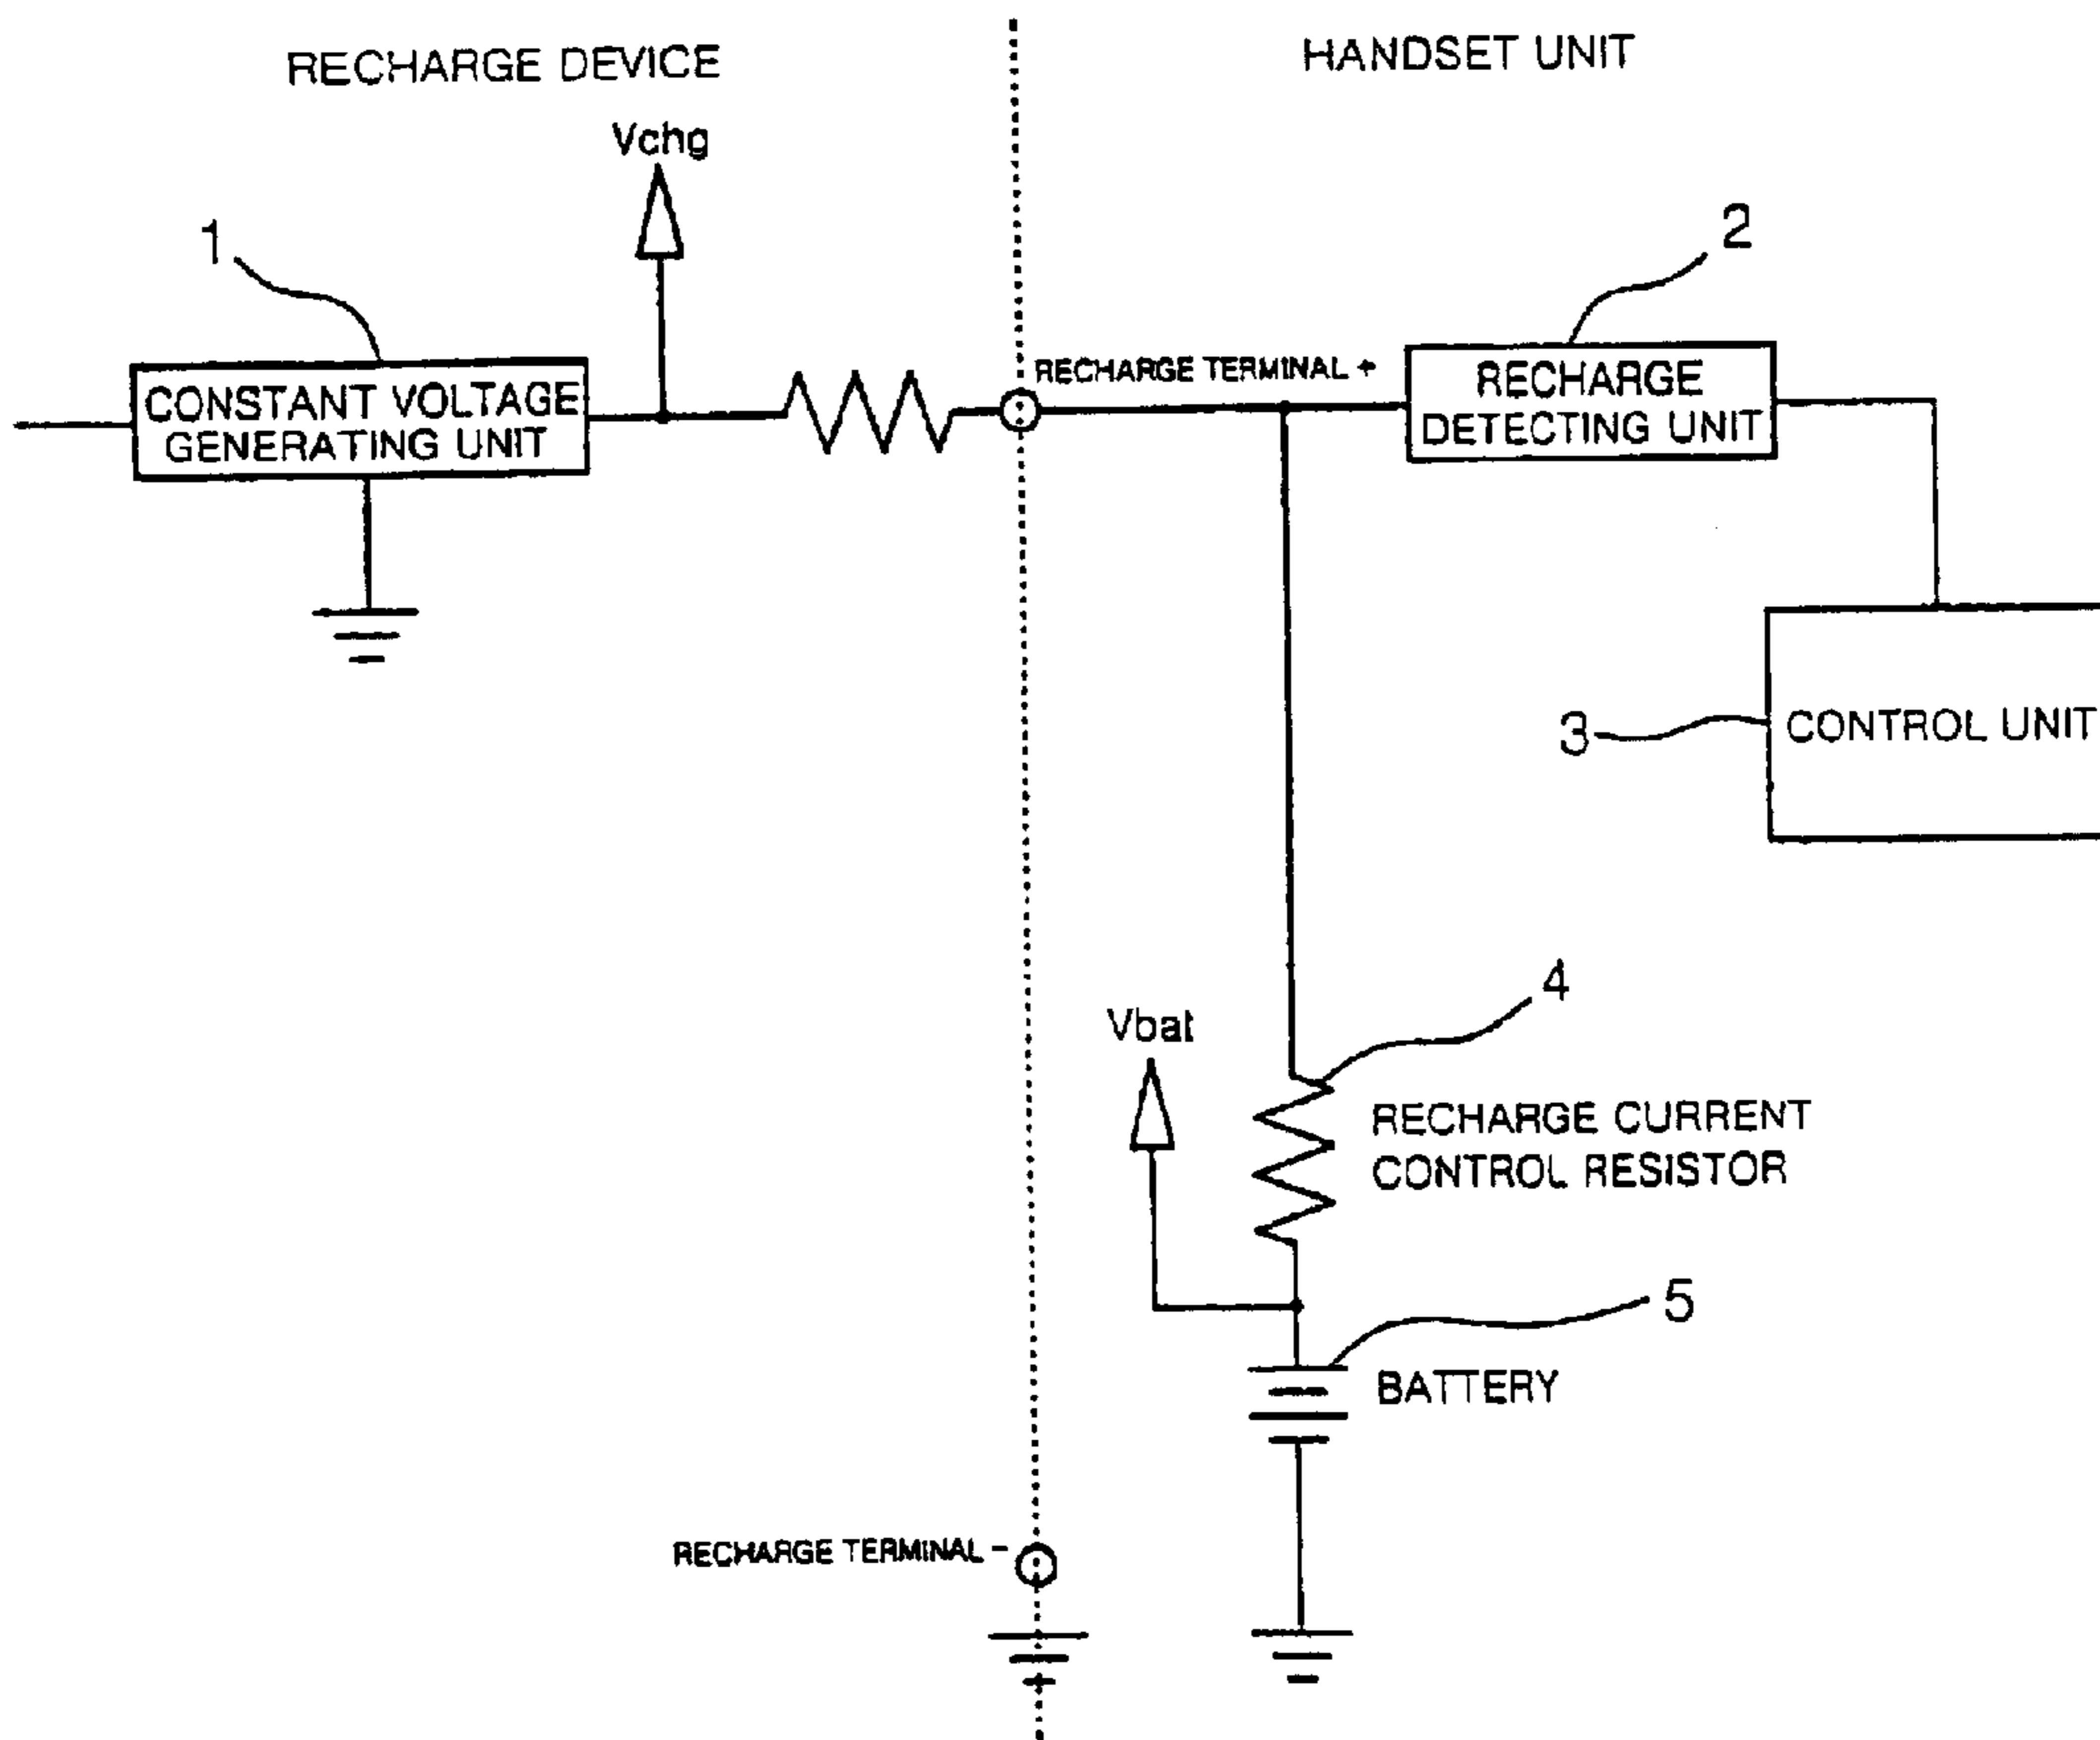 RECHARGE DEVICE
HANDSET UNIT
Vchg
1
2
RECHARGE TERMINAL +
CONSTANT VOLTAGE
GENERATING UNIT
RECHARGE
DETECTING UNIT
3
CONTROL UNIT
4
Vbat
RECHARGE CURRENT
CONTROL RESISTOR
5
BATTERY
RECHARGE TERMINAL -